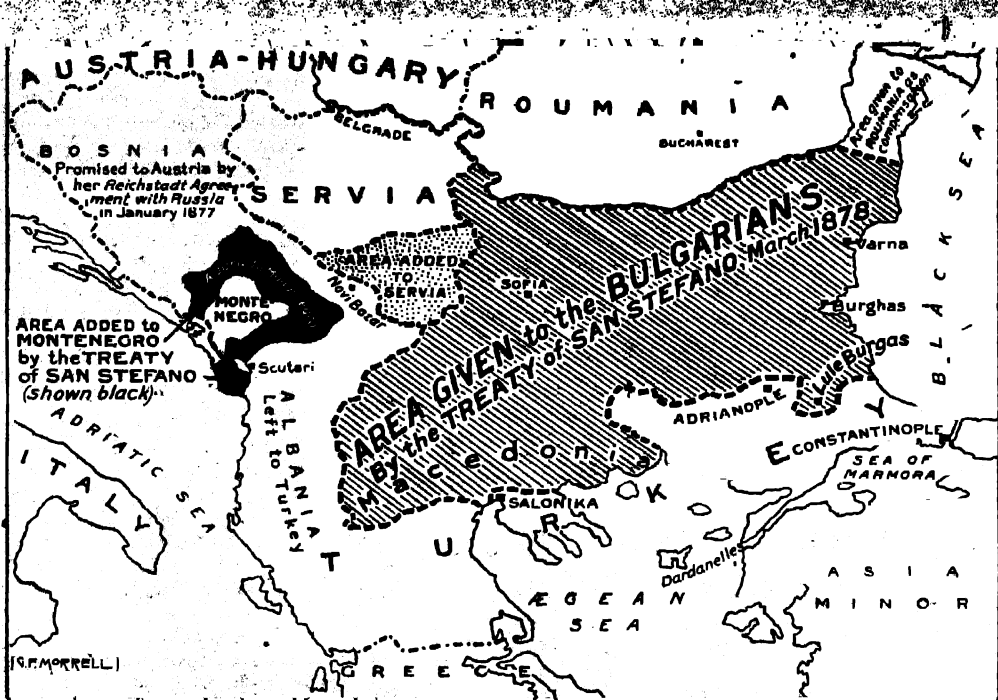 AUSTRIA-HUNGARY
ROUMANIA
BUCHAREST
BELGRADE
Area given to
Roumania as
compensation
BOSNIA
Promised to Austria by
her Reichstadt Agree-
ment with Russia
in January 1877
SERVIA
BLACK SEA
AREA ADDED
TO
SERVIA
Novi Bazar
SOFIA
AREA GIVEN to the BULGARIANS
By the TREATY of SAN STEFANO, March 1878
Macedonia
Varna
Burghas
Lule Burgas
MONTE-
NEGRO
AREA ADDED to
MONTENEGRO
by the TREATY
of SAN STEFANO
(shown black)
Scutari
ALBANIA
Left to Turkey
ADRIATIC SEA
ITALY
ADRIANOPLE
CONSTANTINOPLE
SEA OF
MARMORA
SALONIKA
TURKEY
Dardanelles
ÆGEAN
SEA
ASIA
MINOR
GREECE
[G.F. MORRELL]